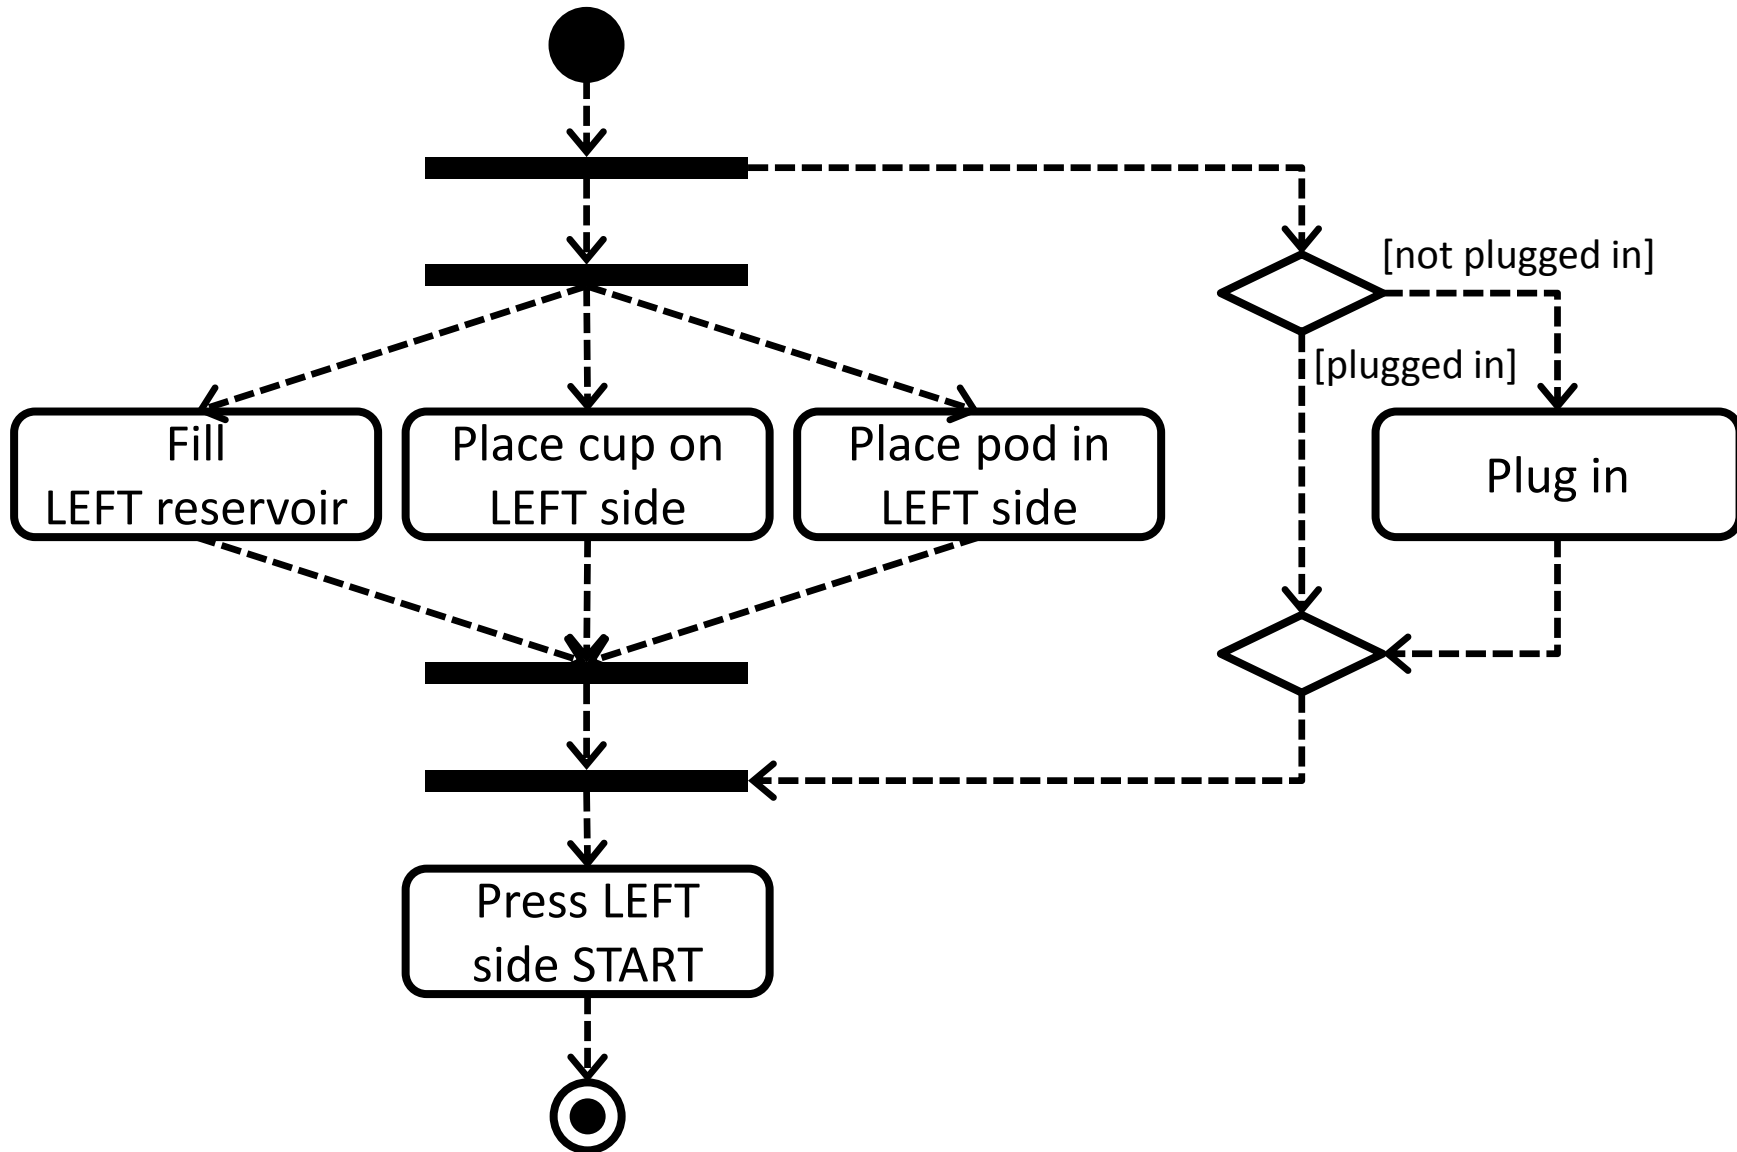 [not plugged in]
[plugged in]
Fill
LEFT reservoir
Place cup on
LEFT side
Place pod in
LEFT side
Plug in
Press LEFT
side START